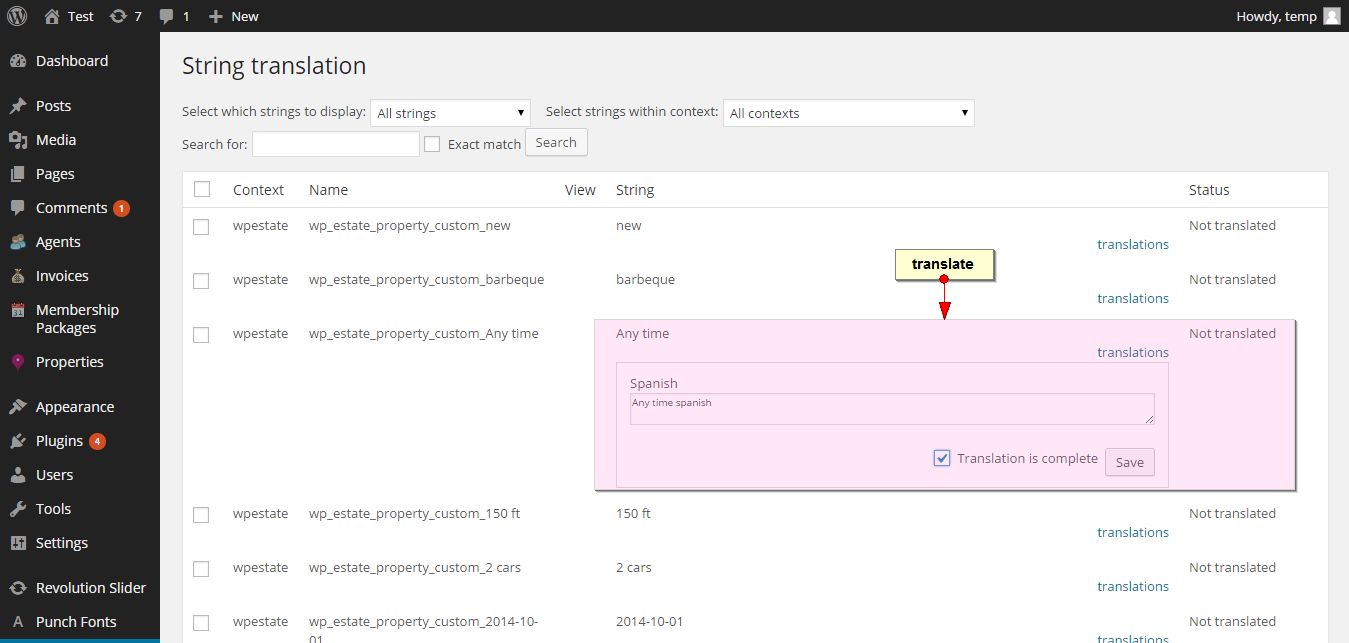 Test 7 1 New Howdy, temp
Dashboard
Posts
Media
Pages
Comments 1
Agents
Invoices
Membership
Packages
Properties
Appearance
Plugins 4
Users
Tools
Settings
Revolution Slider
Punch Fonts
String translation
Select which strings to display: All strings Select strings within context: All contexts
Search for: Exact match Search
Context Name View String Status
wpestate wp_estate_property_custom_new new Not translated
translations
translate
wpestate wp_estate_property_custom_barbeque barbeque Not translated
translations
wpestate wp_estate_property_custom_Any time Any time Not translated
translations
Spanish
Any time spanish
Translation is complete Save
wpestate wp_estate_property_custom_150 ft 150 ft Not translated
translations
wpestate wp_estate_property_custom_2 cars 2 cars Not translated
translations
wpestate wp_estate_property_custom_2014-10- 2014-10-01 Not translated
01 translations